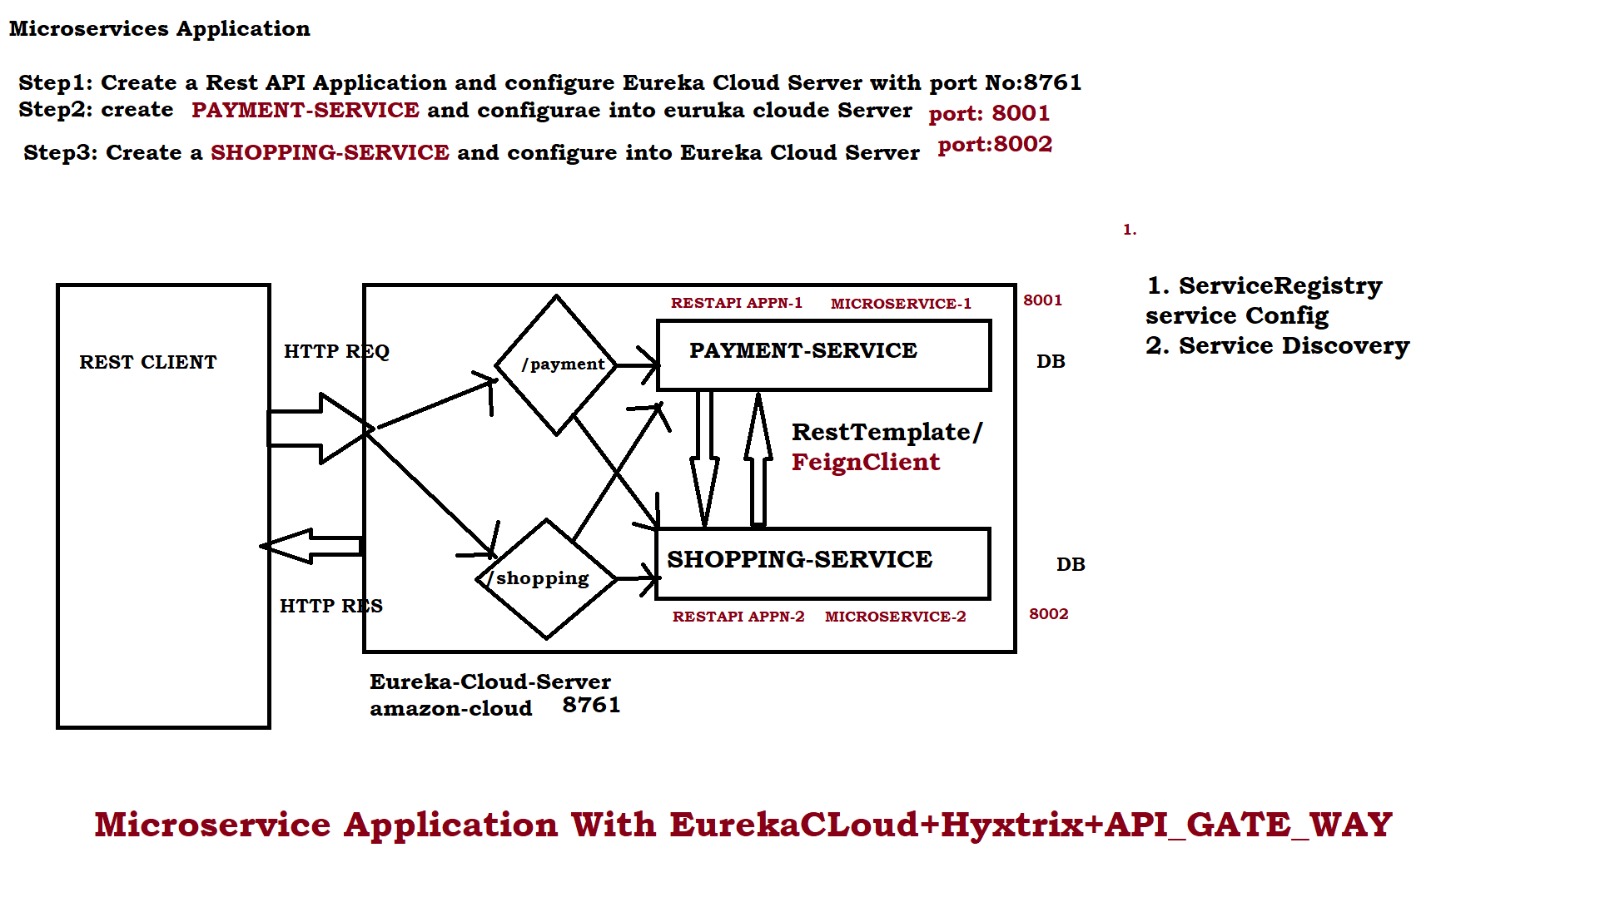 Microservices Application
Step1: Create a Rest API Application and configure Eureka Cloud Server with port No:8761
Step2: create PAYMENT-SERVICE and configurae into euruka cloude Server port: 8001
Step3: Create a SHOPPING-SERVICE and configure into Eureka Cloud Server port:8002
1.
1. ServiceRegistry
service Config
2. Service Discovery
REST CLIENT
HTTP REQ
HTTP RES
/payment
/shopping
RESTAPI APPN-1 MICROSERVICE-1
8001
PAYMENT-SERVICE
DB
RestTemplate/
FeignClient
SHOPPING-SERVICE
DB
RESTAPI APPN-2 MICROSERVICE-2
8002
Eureka-Cloud-Server
amazon-cloud 8761
Microservice Application With EurekaCLoud+Hyxtrix+API_GATE_WAY